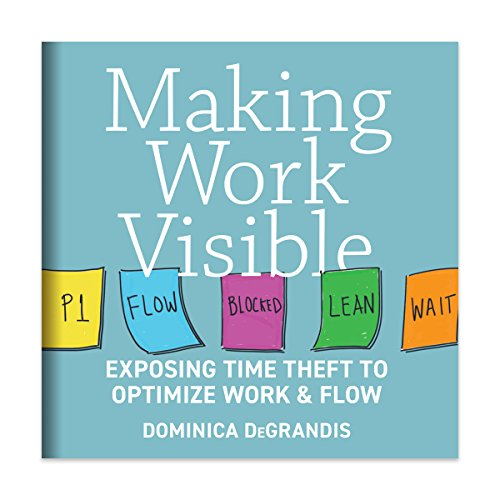 Making
Work
Visible
P1
FLOW
BLOCKED
LEAN
WAIT
EXPOSING TIME THEFT TO
OPTIMIZE WORK & FLOW
DOMINICA DeGRANDIS